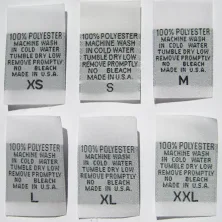 100% POLYESTER
MACHINE WASH
IN COLD WATER
TUMBLE DRY LOW
REMOVE PROMPTLY
NO BLEACH
MADE IN U.S.A.
XS
100% POLYESTER
MACHINE WASH
IN COLD WATER
TUMBLE DRY LOW
REMOVE PROMPTLY
NO BLEACH
MADE IN U.S.A.
S
100% POLYESTER
MACHINE WASH
IN COLD WATER
TUMBLE DRY LOW
REMOVE PROMPTLY
NO BLEACH
MADE IN U.S.A.
M
100% POLYESTER
MACHINE WASH
IN COLD WATER
TUMBLE DRY LOW
REMOVE PROMPTLY
NO BLEACH
MADE IN U.S.A.
L
100% POLYESTER
MACHINE WASH
IN COLD WATER
TUMBLE DRY LOW
REMOVE PROMPTLY
NO BLEACH
MADE IN U.S.A.
XL
100% POLYESTER
MACHINE WASH
IN COLD WATER
TUMBLE DRY LOW
REMOVE PROMPTLY
NO BLEACH
MADE IN U.S.A.
XXL